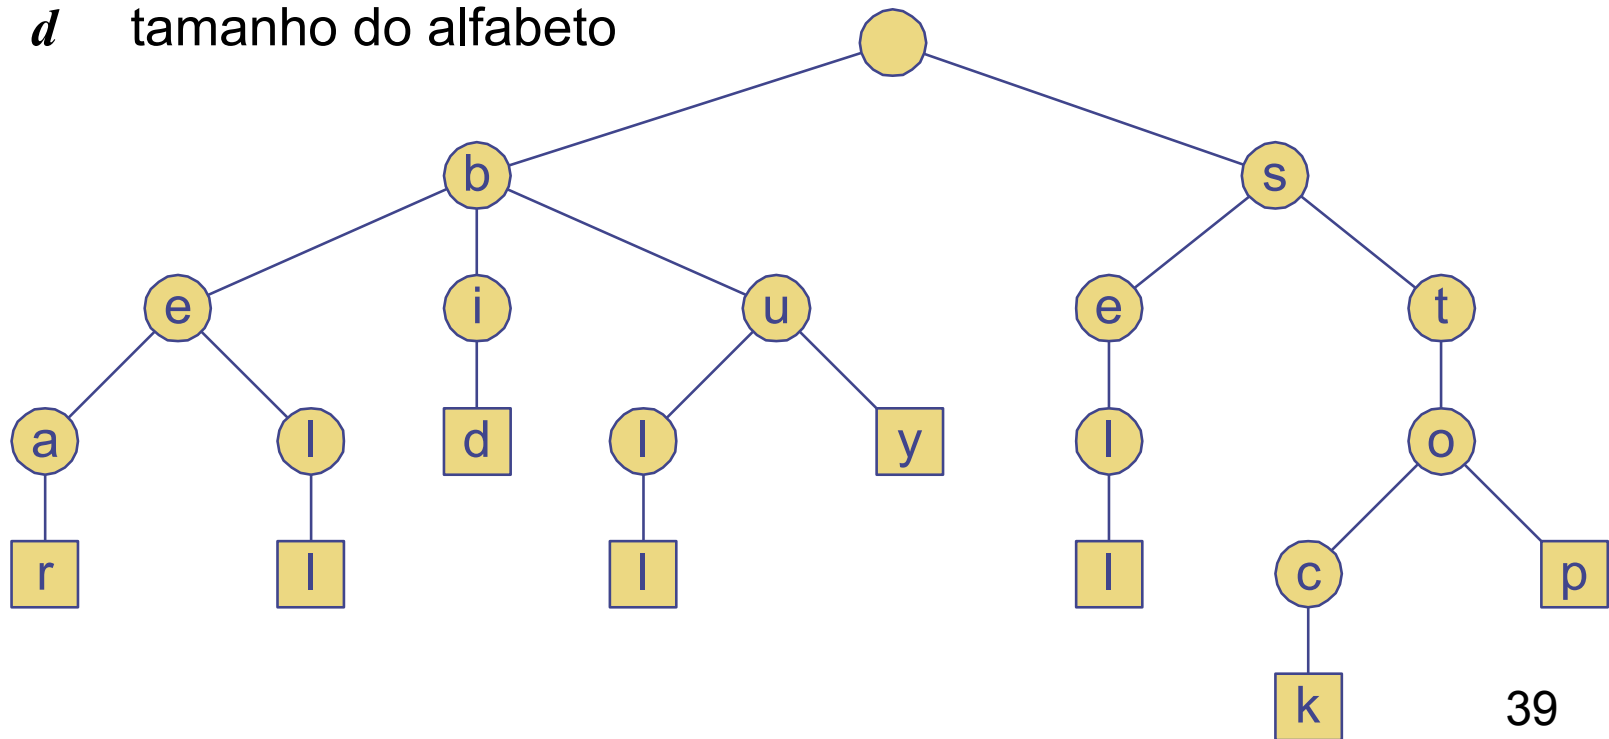 d tamanho do alfabeto
b s
e i u e t
a l d l y l o
r l l l c p
k
39